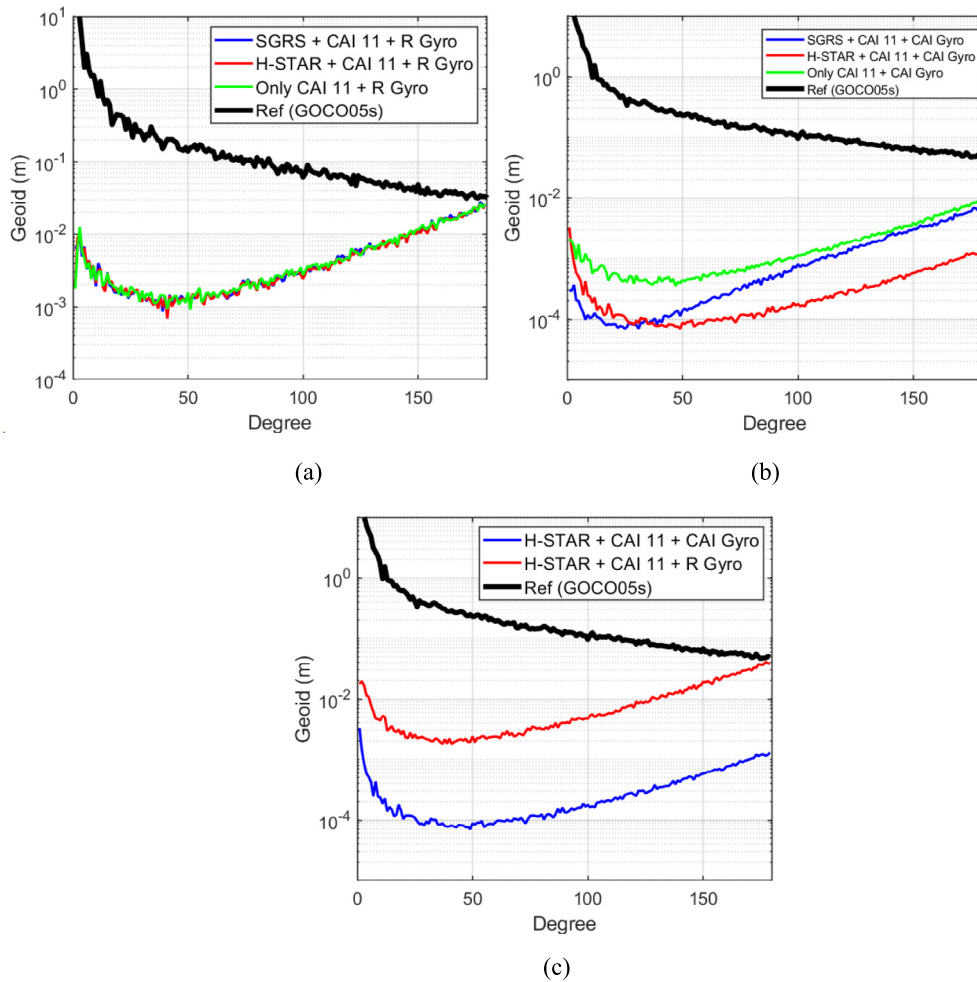 SGRS + CAI 11 + R Gyro
H-STAR + CAI 11 + R Gyro
Only CAI 11 + R Gyro
Ref (GOCO05s)
10^1
10^0
10^-1
10^-2
10^-3
10^-4
Geoid (m)
0 50 100 150
Degree
(a)
SGRS + CAI 11 + CAI Gyro
H-STAR + CAI 11 + CAI Gyro
Only CAI 11 + CAI Gyro
Ref (GOCO05s)
10^0
10^-2
10^-4
Geoid (m)
0 50 100 150
Degree
(b)
H-STAR + CAI 11 + CAI Gyro
H-STAR + CAI 11 + R Gyro
Ref (GOCO05s)
10^0
10^-2
10^-4
Geoid (m)
0 50 100 150
Degree
(c)